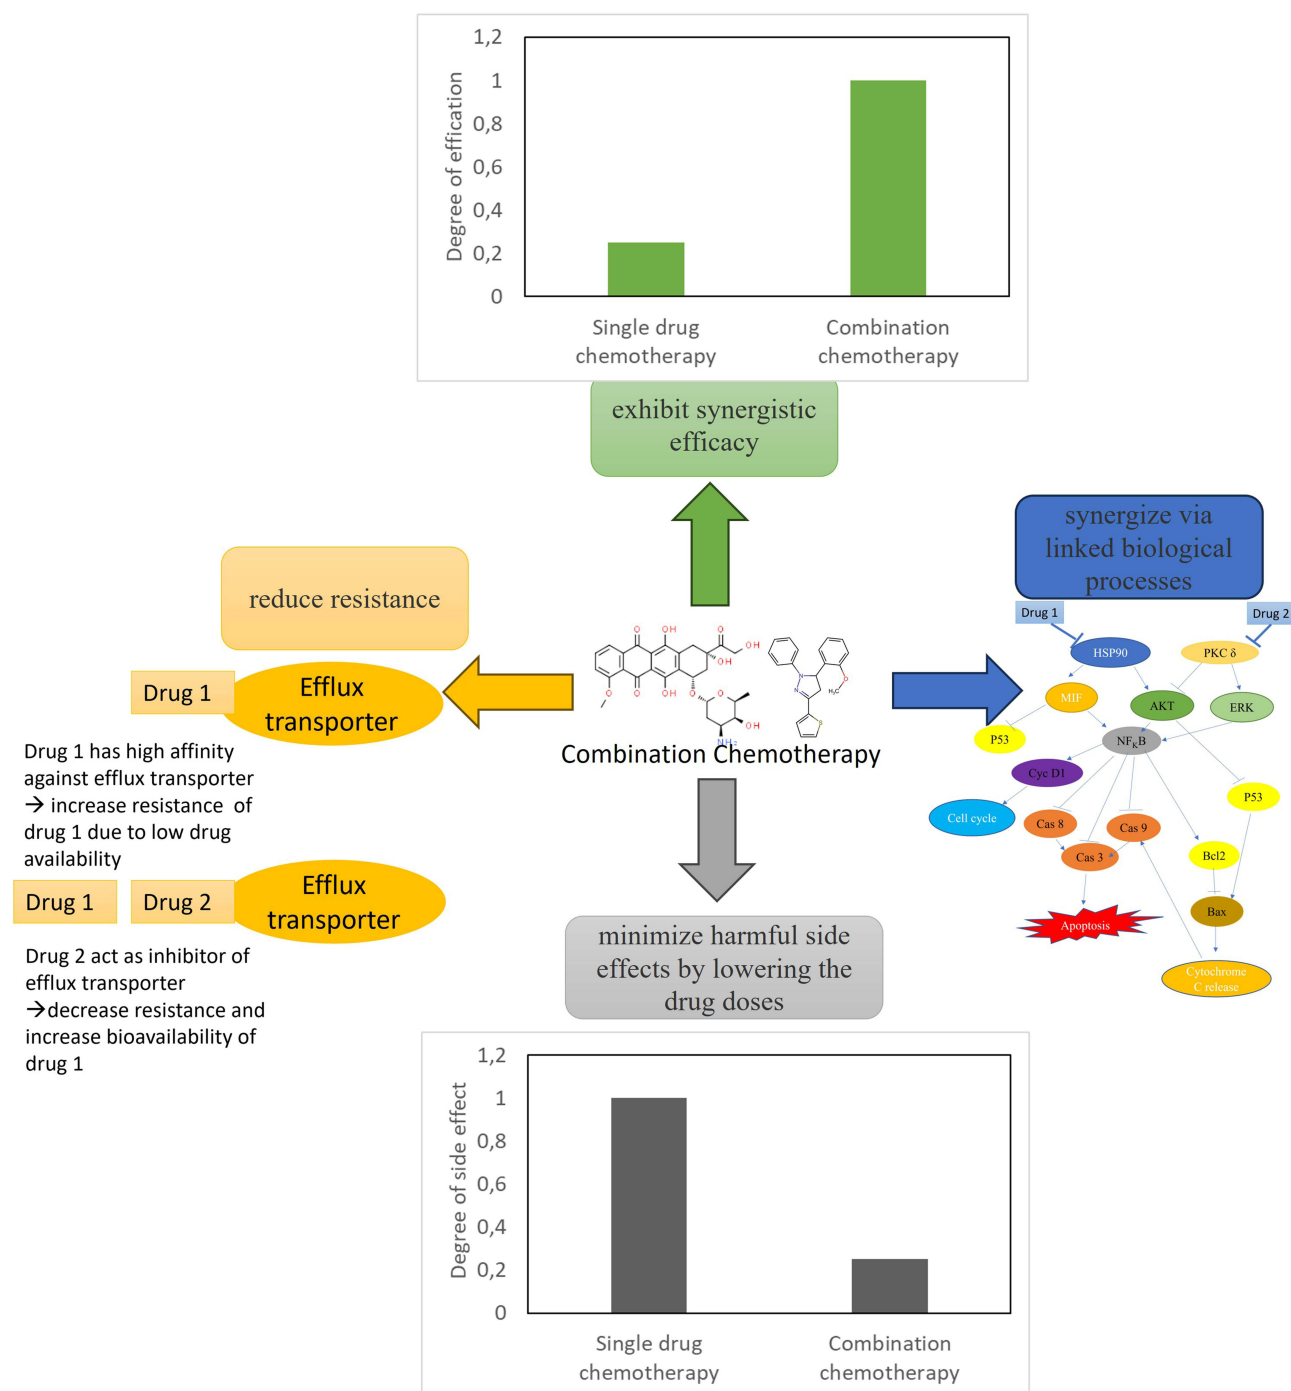 1,2
1
0,8
0,6
0,4
0,2
0
Degree of effication
Single drug
chemotherapy
Combination
chemotherapy
exhibit synergistic
efficacy
synergize via
linked biological
processes
reduce resistance
Drug 1
Efflux
transporter
Drug 1 has high affinity
against efflux transporter
→ increase resistance of
drug 1 due to low drug
availability
Drug 1
Drug 2
Efflux
transporter
Drug 2 act as inhibitor of
efflux transporter
→decrease resistance and
increase bioavailability of
drug 1
O
OH
O
OH
OH
O
O
OH
O
O
OH
NH₂
N
N
O
H₃C
S
Combination Chemotherapy
Drug 1
Drug 2
HSP90
PKC δ
MIF
AKT
ERK
P53
NFκB
Cyc D1
P53
Cell cycle
Cas 8
Cas 9
Cas 3
Bcl2
Bax
Apoptosis
Cytochrome
C release
minimize harmful side
effects by lowering the
drug doses
1,2
1
0,8
0,6
0,4
0,2
0
Degree of side effect
Single drug
chemotherapy
Combination
chemotherapy